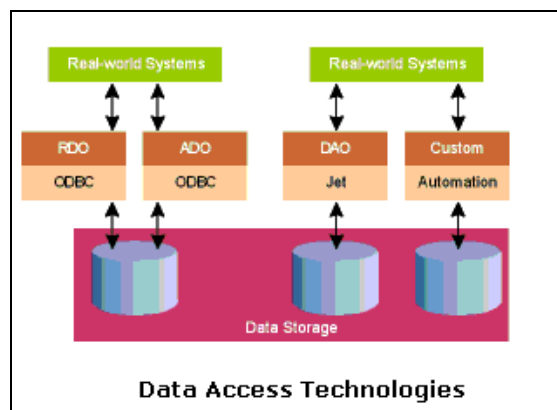 Real-world Systems Real-world Systems
RDO ADO DAO Custom
ODBC ODBC Jet Automation
Data Storage
Data Access Technologies